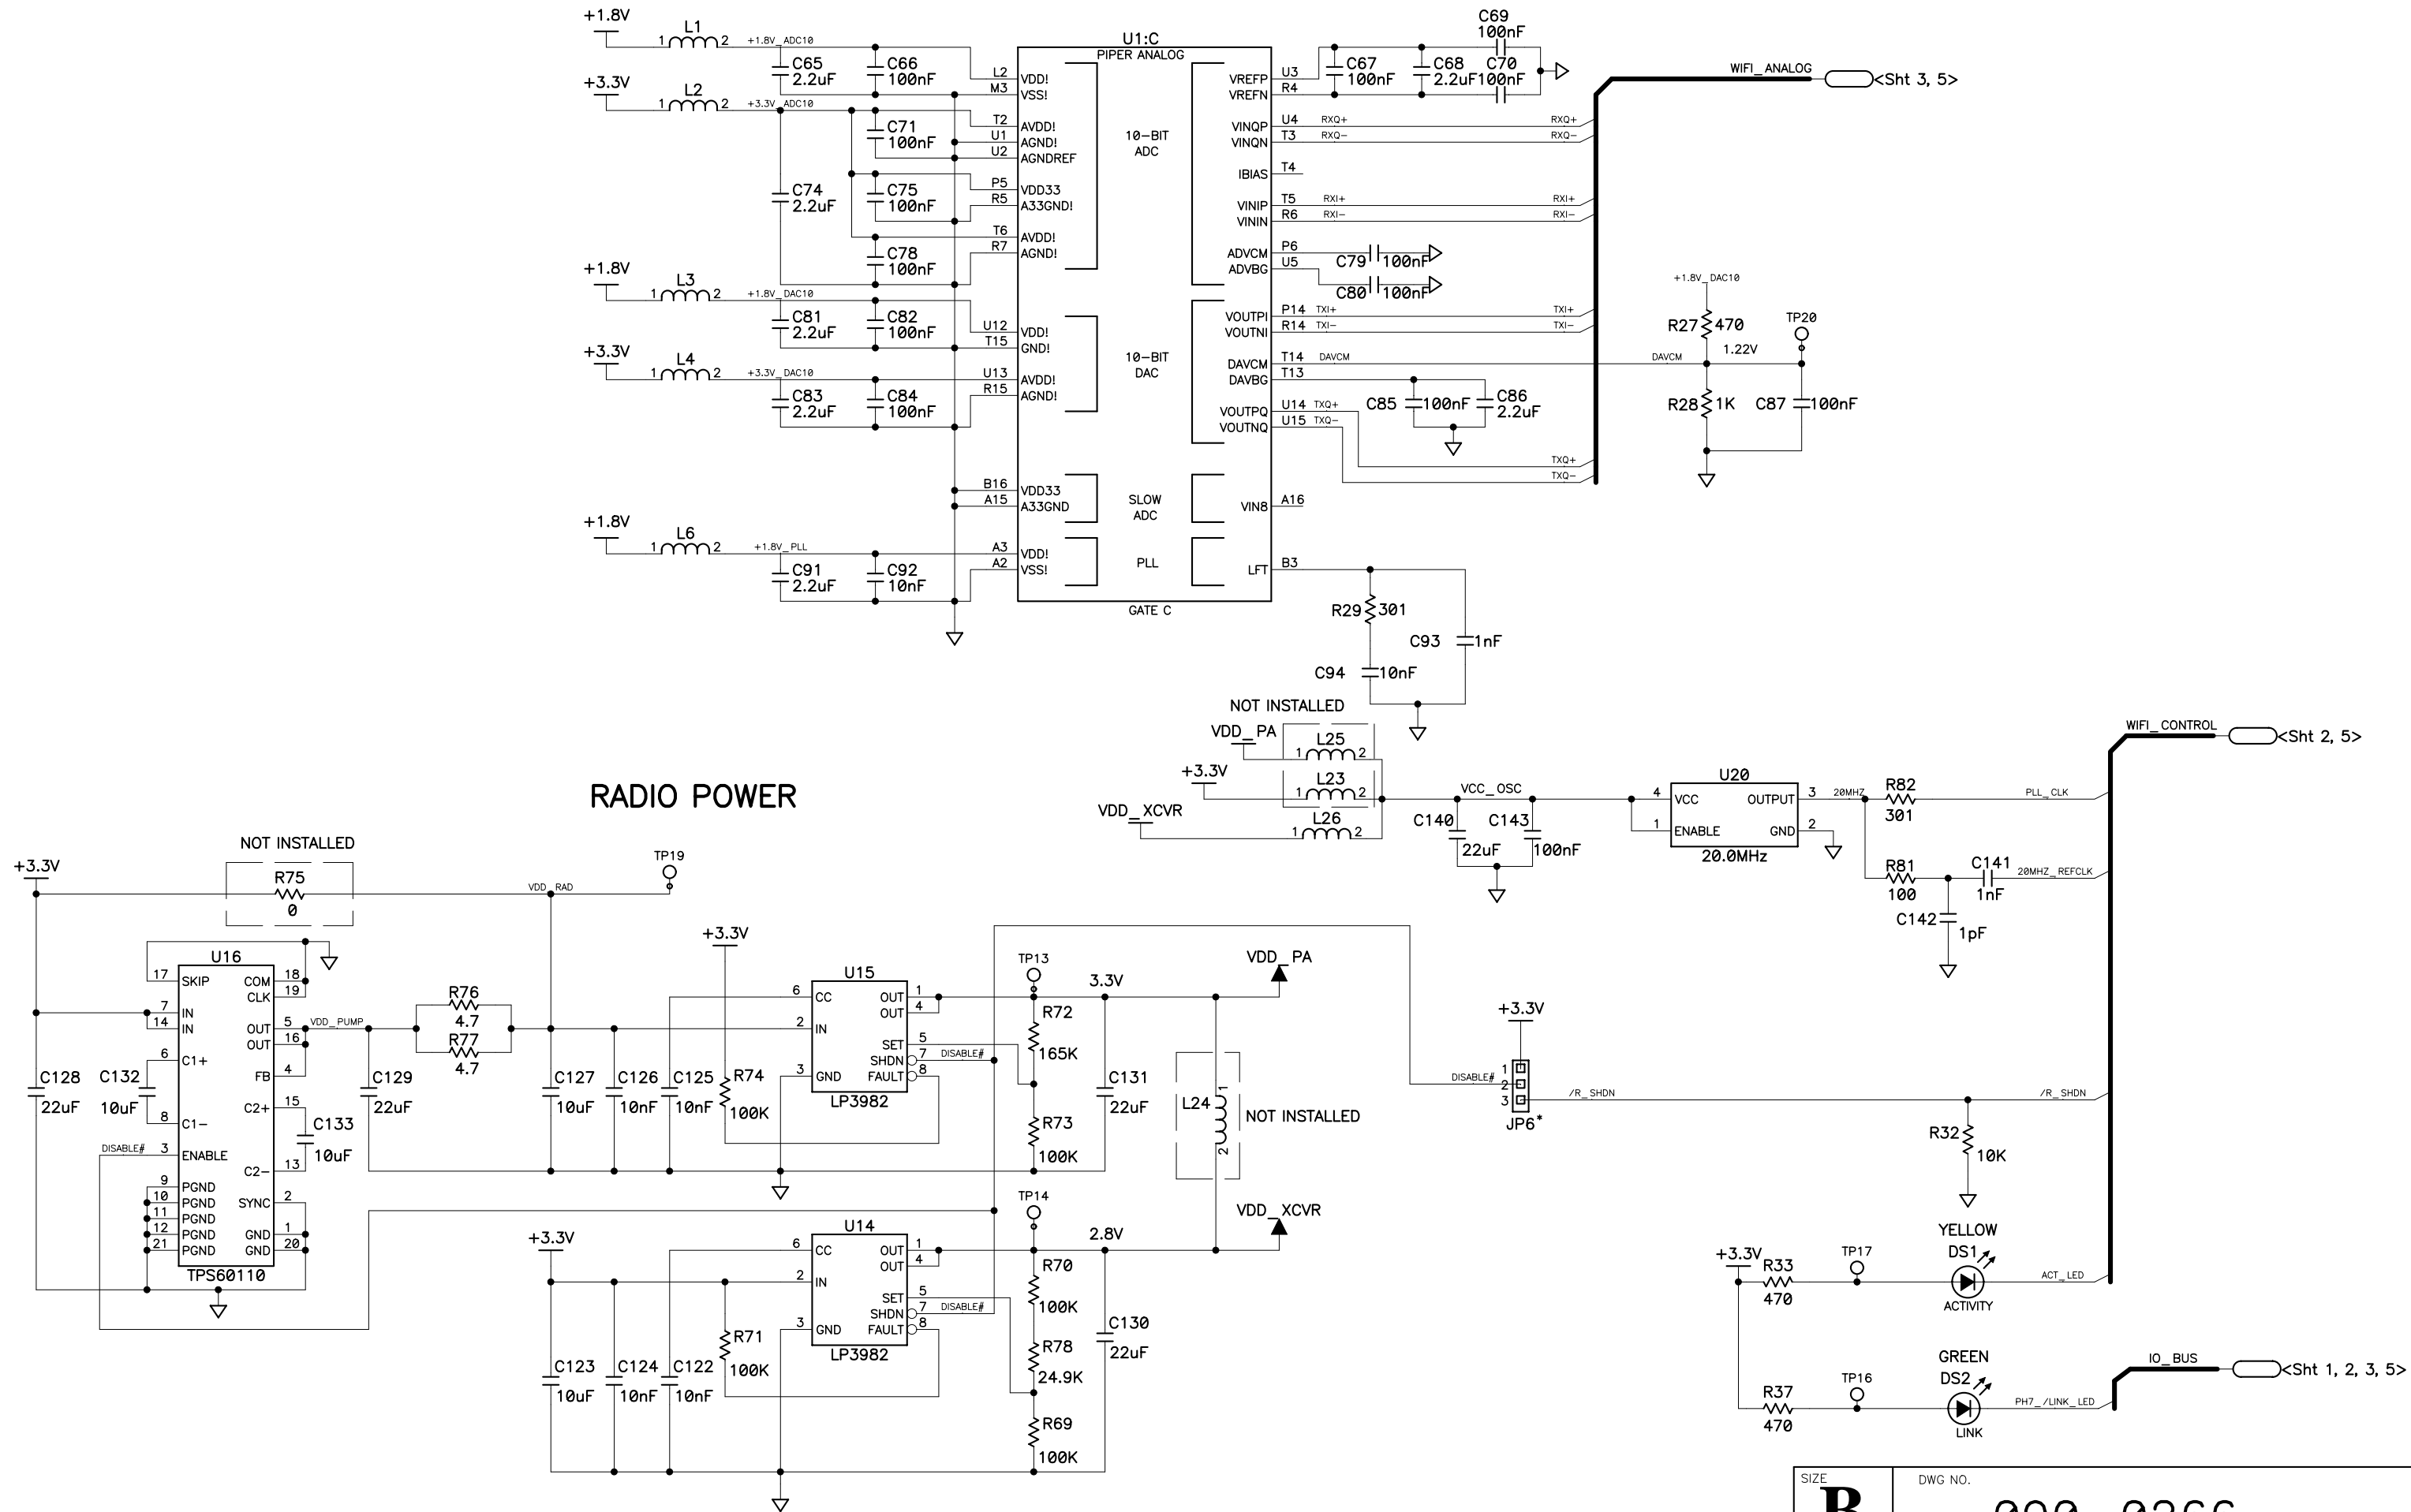 +1.8V
L1
1 2
+1.8V_ADC10
C65
2.2uF
C66
100nF
+3.3V
L2
1 2
+3.3V_ADC10
C71
100nF
C74
2.2uF
C75
100nF
C78
100nF
+1.8V
L3
1 2
+1.8V_DAC10
C81
2.2uF
C82
100nF
+3.3V
L4
1 2
+3.3V_DAC10
C83
2.2uF
C84
100nF
+1.8V
L6
1 2
+1.8V_PLL
C91
2.2uF
C92
10nF
U1:C
PIPER ANALOG
L2 VDD!
M3 VSS!
T2 AVDD!
U1 AGND!
U2 AGNDREF
P5 VDD33
R5 A33GND!
T6 AVDD!
R7 AGND!
U12 VDD!
T15 GND!
U13 AVDD!
R15 AGND!
B16 VDD33
A15 A33GND
A3 VDD!
A2 VSS!
10-BIT
ADC
10-BIT
DAC
SLOW
ADC
PLL
VREFP U3
VREFN R4
VINQP U4 RXQ+ RXQ+
VINQN T3 RXQ- RXQ-
IBIAS T4
VINIP T5 RXI+ RXI+
VININ R6 RXI- RXI-
ADVCM P6
ADVBG U5
VOUTPI P14 TXI+ TXI+
VOUTNI R14 TXI- TXI-
DAVCM T14 DAVCM DAVCM
DAVBG T13
VOUTPQ U14 TXQ+
VOUTNQ U15 TXQ-
TXQ+
TXQ-
VIN8 A16
LFT B3
GATE C
C69
100nF
C67
100nF
C68
2.2uF
C70
100nF
C79 100nF
C80 100nF
C85 100nF
C86
2.2uF
WIFI_ANALOG
<Sht 3, 5>
+1.8V_DAC10
R27 470
1.22V
TP20
R28 1K
C87 100nF
R29 301
C93 1nF
C94 10nF
NOT INSTALLED
VDD_PA
L25
1 2
+3.3V
L23
1 2
VDD_XCVR
L26
1 2
VCC_OSC
C140
22uF
C143
100nF
U20
4 VCC
1 ENABLE
OUTPUT 3
GND 2
20.0MHz
20MHZ
R82
301
PLL_CLK
R81
100
C141
1nF
20MHZ_REFCLK
C142
1pF
WIFI_CONTROL
<Sht 2, 5>
RADIO POWER
NOT INSTALLED
+3.3V
R75
0
VDD_RAD
TP19
U16
17 SKIP
7 IN
14 IN
6 C1+
8 C1-
DISABLE# 3 ENABLE
9 PGND
10 PGND
11 PGND
12 PGND
21 PGND
COM 18
CLK 19
OUT 5
OUT 16
FB 4
C2+ 15
C2- 13
SYNC 2
GND 1
GND 20
TPS60110
C128
22uF
C132
10uF
C133
10uF
VDD_PUMP
C129
22uF
R76
4.7
R77
4.7
C127
10uF
C126
10nF
C125
10nF
+3.3V
R74
100K
U15
6 CC
2 IN
3 GND
OUT 1
OUT 4
SET 5
SHDN 7 DISABLE#
FAULT 8
LP3982
TP13
3.3V
R72
165K
R73
100K
C131
22uF
VDD_PA
L24
1
2
NOT INSTALLED
+3.3V
C123
10uF
C124
10nF
C122
10nF
R71
100K
U14
6 CC
2 IN
3 GND
OUT 1
OUT 4
SET 5
SHDN 7 DISABLE#
FAULT 8
LP3982
TP14
2.8V
R70
100K
R78
24.9K
R69
100K
C130
22uF
VDD_XCVR
+3.3V
DISABLE#
1
2
3
JP6*
/R_SHDN
/R_SHDN
R32
10K
+3.3V
R33
470
TP17
YELLOW
DS1
ACTIVITY
ACT_LED
R37
470
TP16
GREEN
DS2
LINK
PH7_/LINK_LED
IO_BUS
<Sht 1, 2, 3, 5>
SIZE
B
DWG NO.